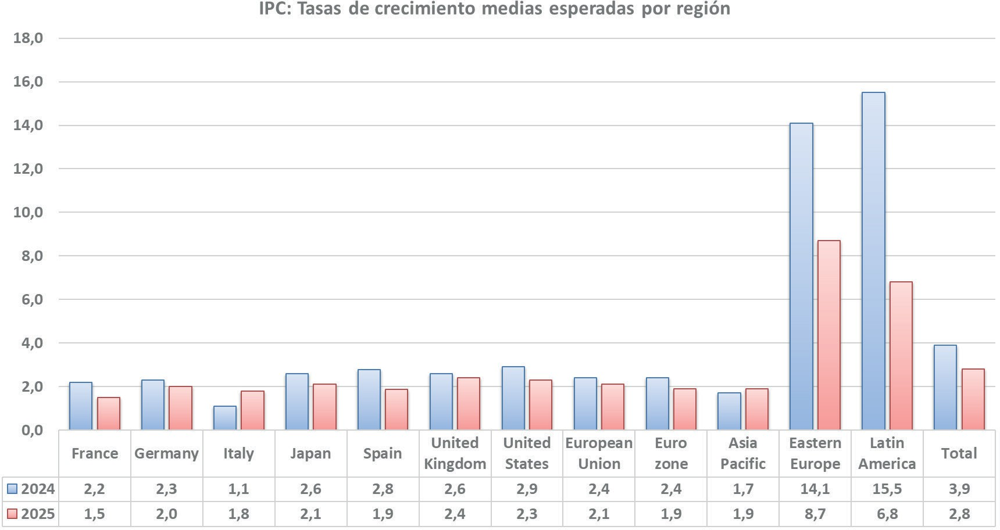 IPC: Tasas de crecimiento medias esperadas por región
18,0
16,0
14,0
12,0
10,0
8,0
6,0
4,0
2,0
0,0
France Germany Italy Japan Spain United Kingdom United States European Union Euro zone Asia Pacific Eastern Europe Latin America Total
2024 2,2 2,3 1,1 2,6 2,8 2,6 2,9 2,4 2,4 1,7 14,1 15,5 3,9
2025 1,5 2,0 1,8 2,1 1,9 2,4 2,3 2,1 1,9 1,9 8,7 6,8 2,8